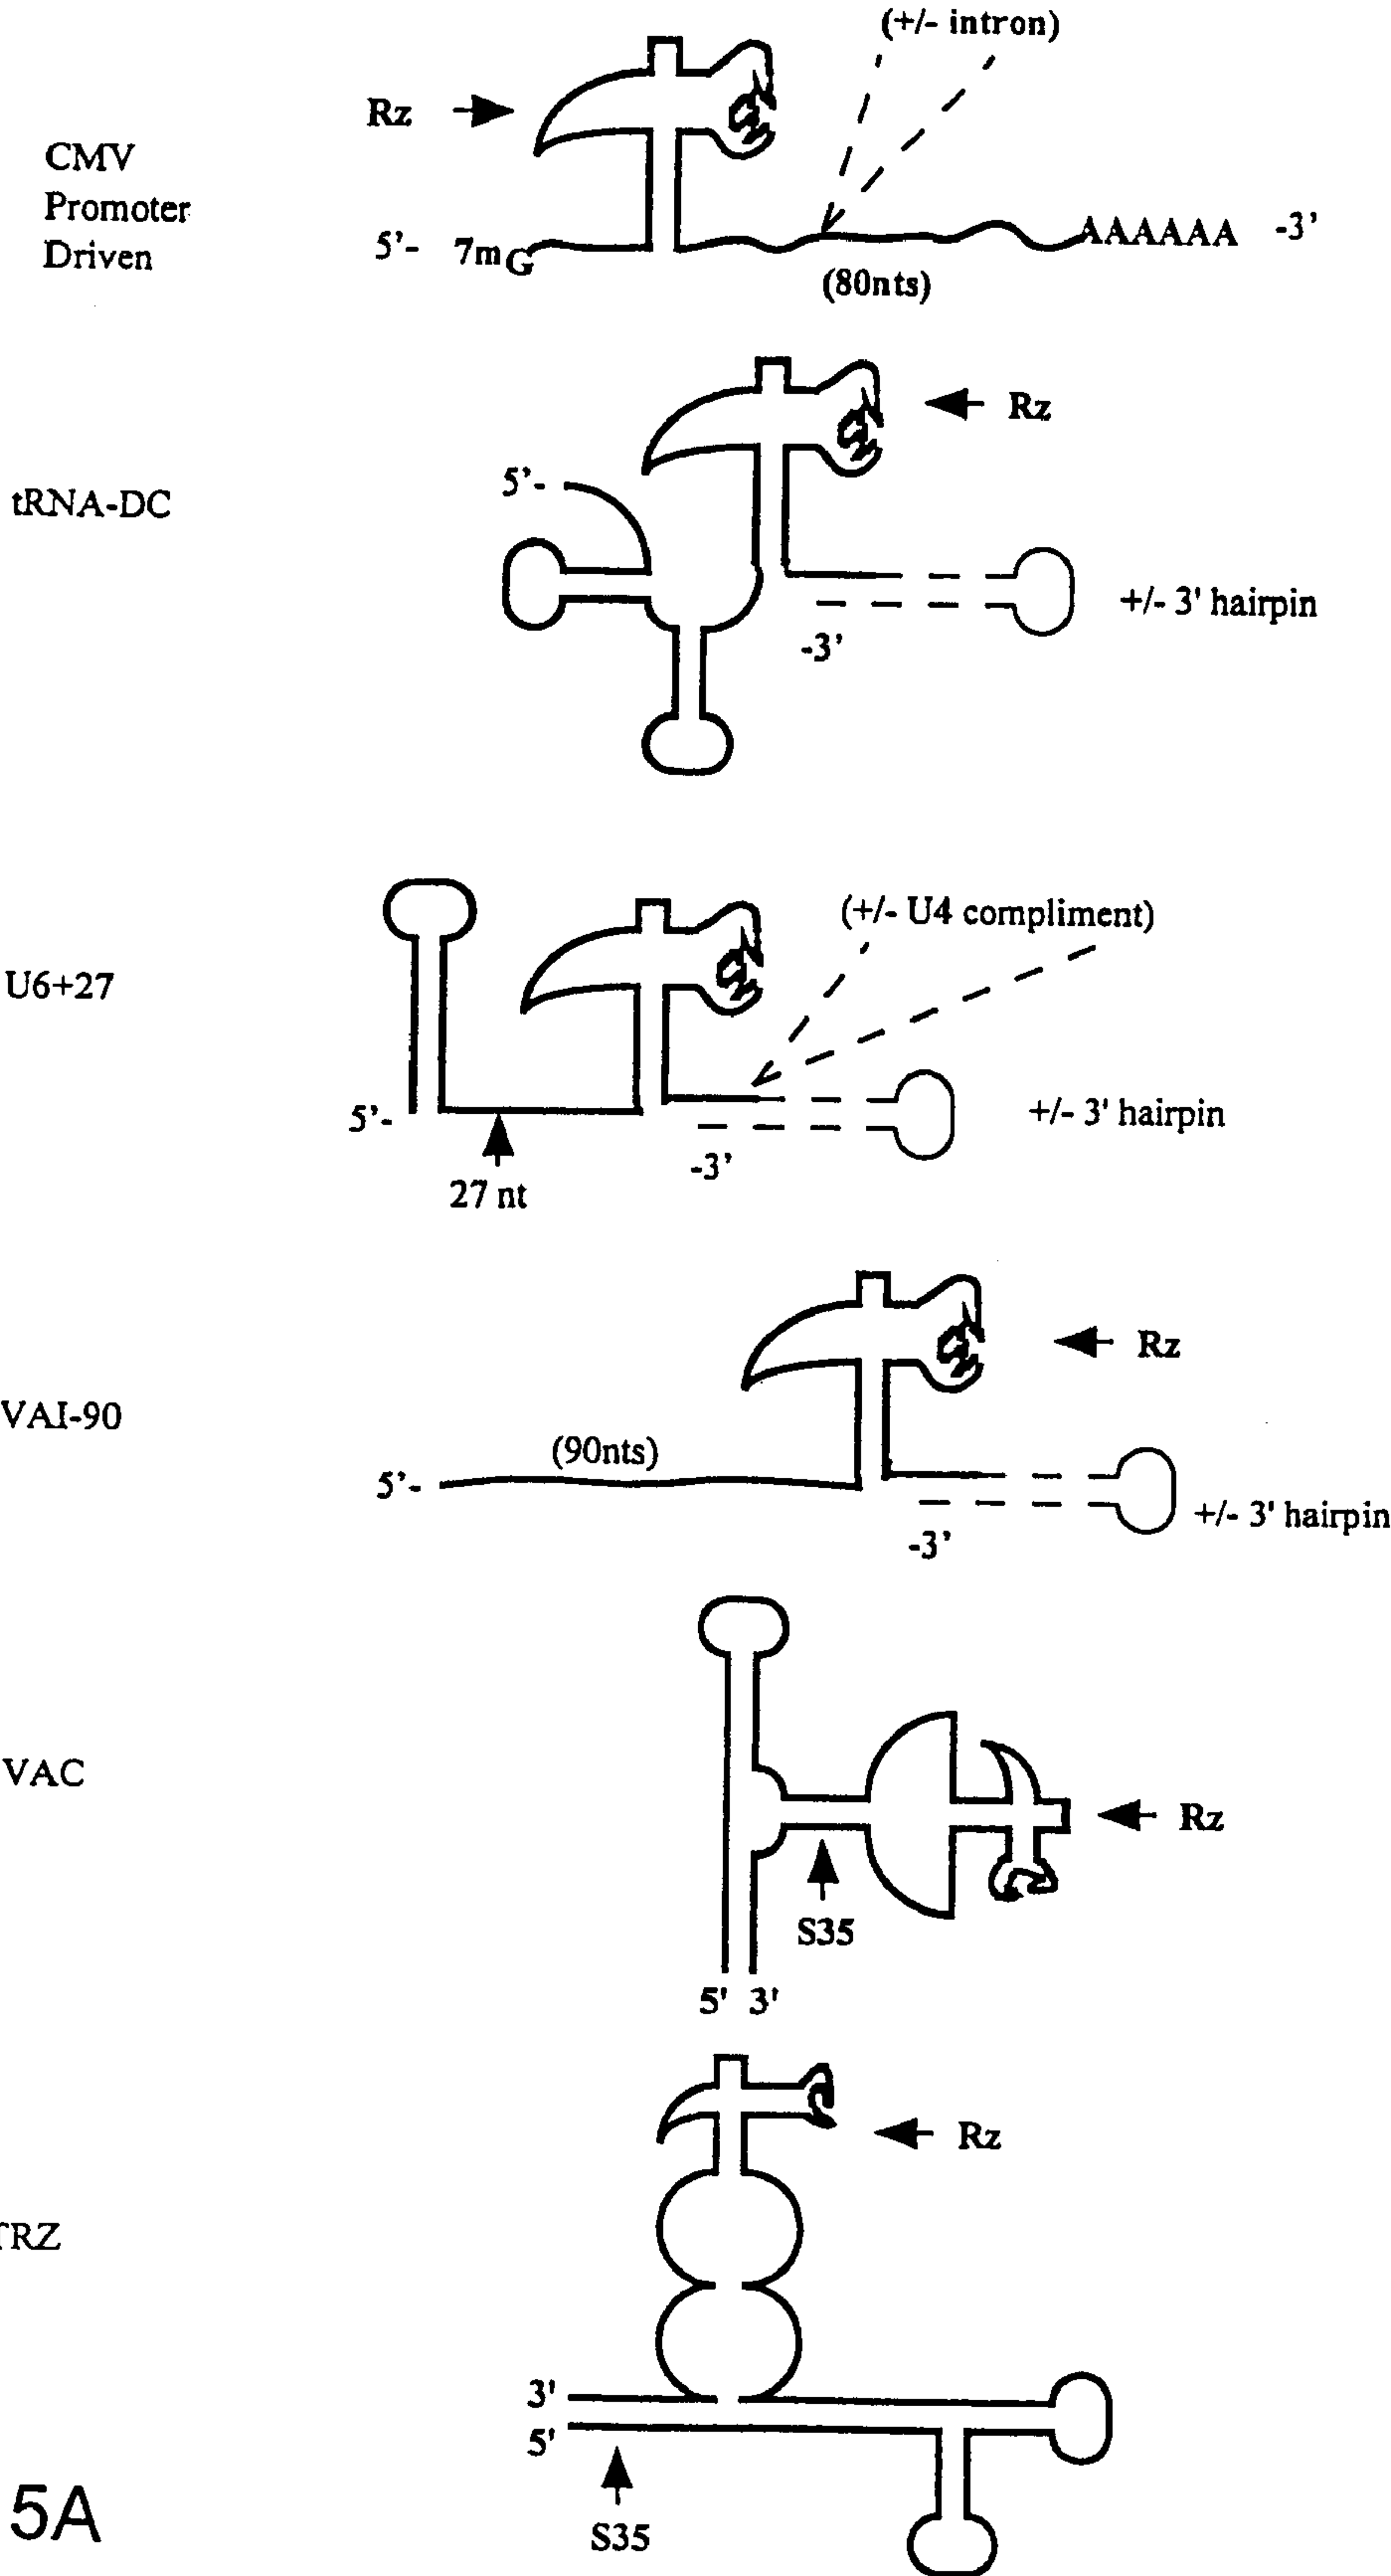 (+/- intron)
Rz
CMV
Promoter
Driven
5'- 7mG AAAAAA -3'
(80nts)
Rz
5'-
tRNA-DC
+/- 3' hairpin
-3'
(+/- U4 compliment)
U6+27
5'-
+/- 3' hairpin
-3'
27 nt
Rz
VAI-90
(90nts)
5'-
+/- 3' hairpin
-3'
VAC
Rz
S35
5' 3'
Rz
TRZ
3'
5'
S35
5A